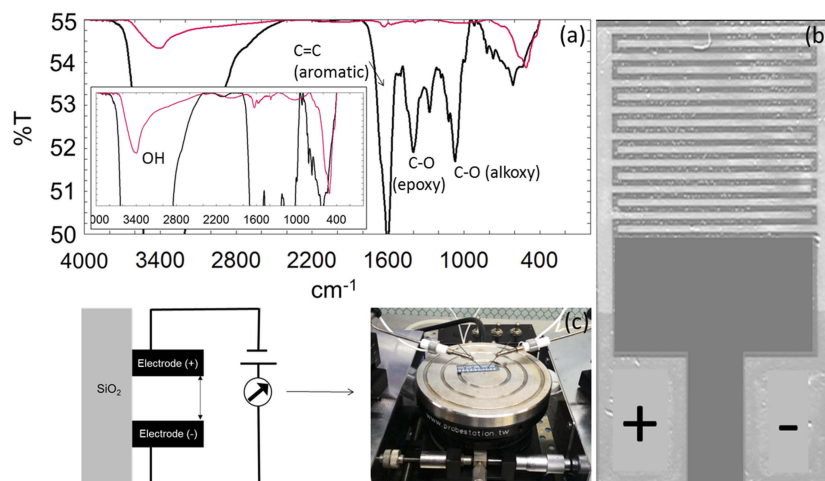 (a)
55
54
53
52
51
50
%T
C=C
(aromatic)
OH
C-O
(epoxy)
C-O (alkoxy)
000 3400 2800 2200 1600 1000 400
4000 3400 2800 2200 1600 1000 400
cm-1
(b)
+
-
SiO2
Electrode (+)
Electrode (-)
(c)
www.probestation.tw